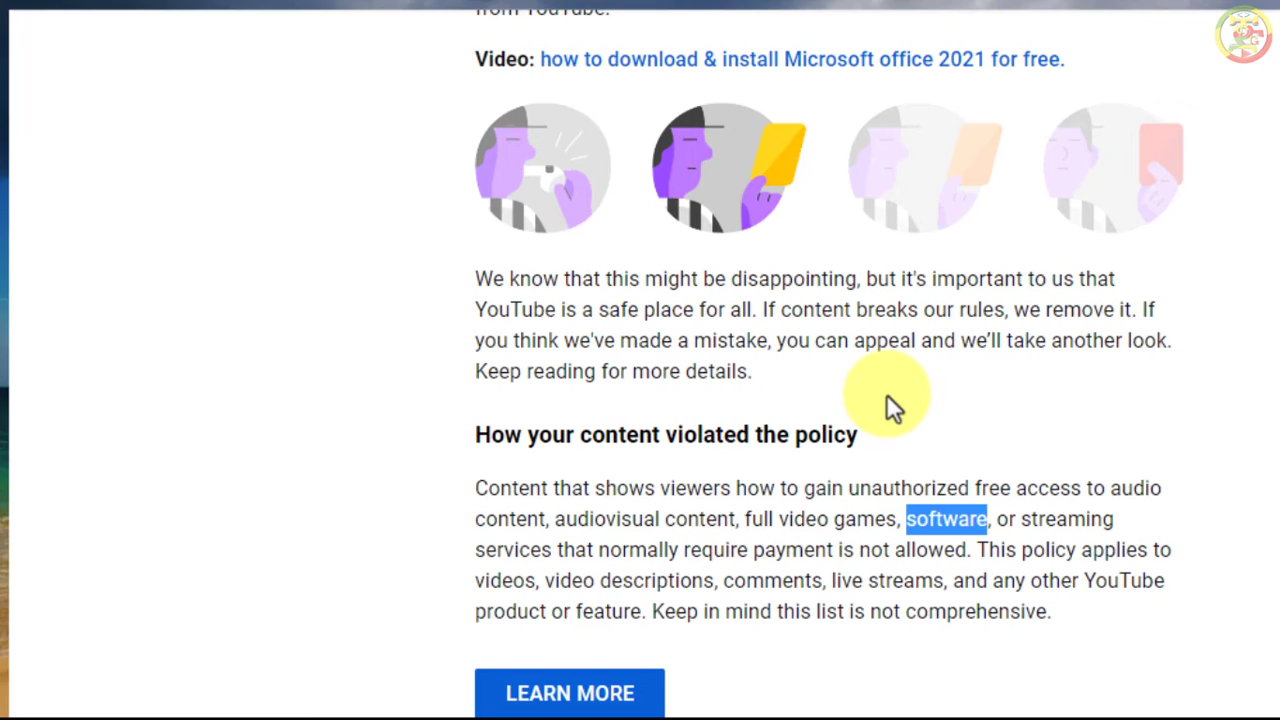 from YouTube.
Video: how to download & install Microsoft office 2021 for free.
We know that this might be disappointing, but it's important to us that
YouTube is a safe place for all. If content breaks our rules, we remove it. If
you think we've made a mistake, you can appeal and we’ll take another look.
Keep reading for more details.
How your content violated the policy
Content that shows viewers how to gain unauthorized free access to audio
content, audiovisual content, full video games, software, or streaming
services that normally require payment is not allowed. This policy applies to
videos, video descriptions, comments, live streams, and any other YouTube
product or feature. Keep in mind this list is not comprehensive.
LEARN MORE